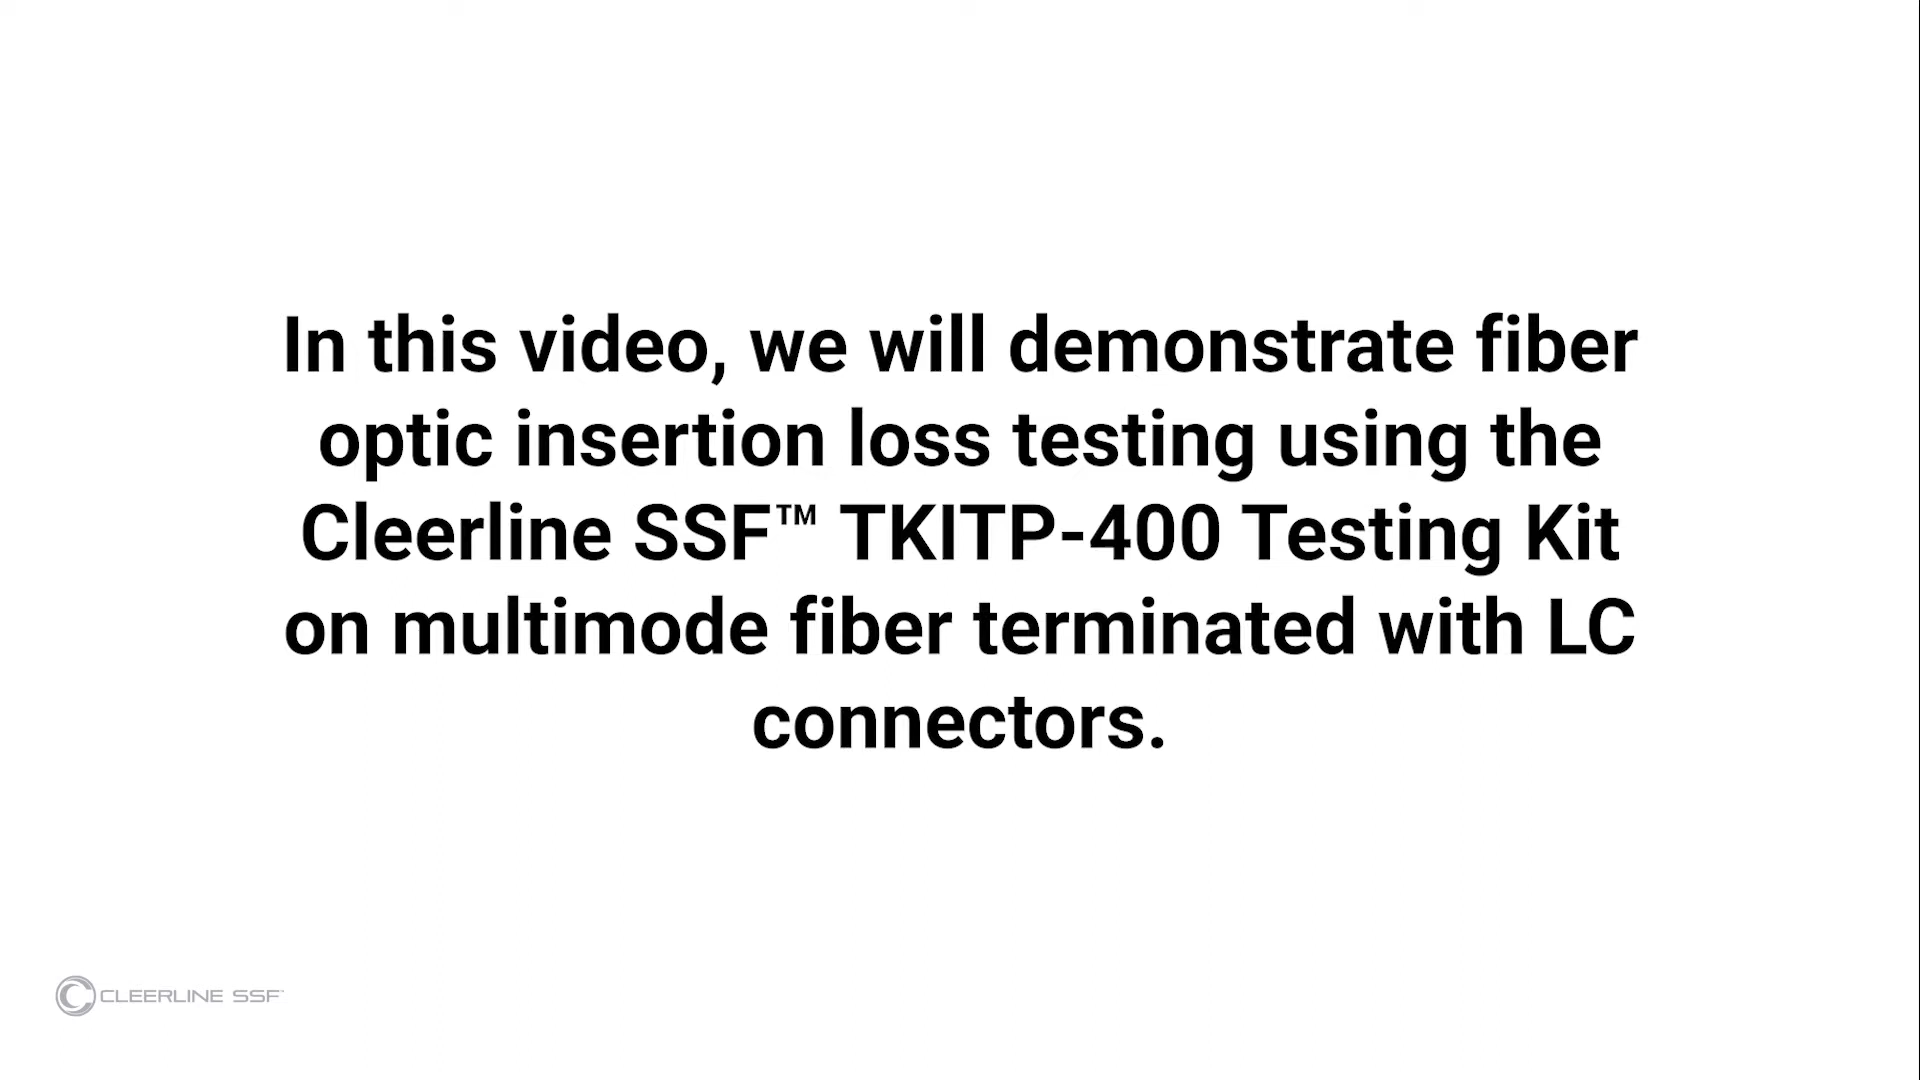 In this video, we will demonstrate fiber
optic insertion loss testing using the
Cleerline SSF™ TKITP-400 Testing Kit
on multimode fiber terminated with LC
connectors.
CLEERLINE SSF™